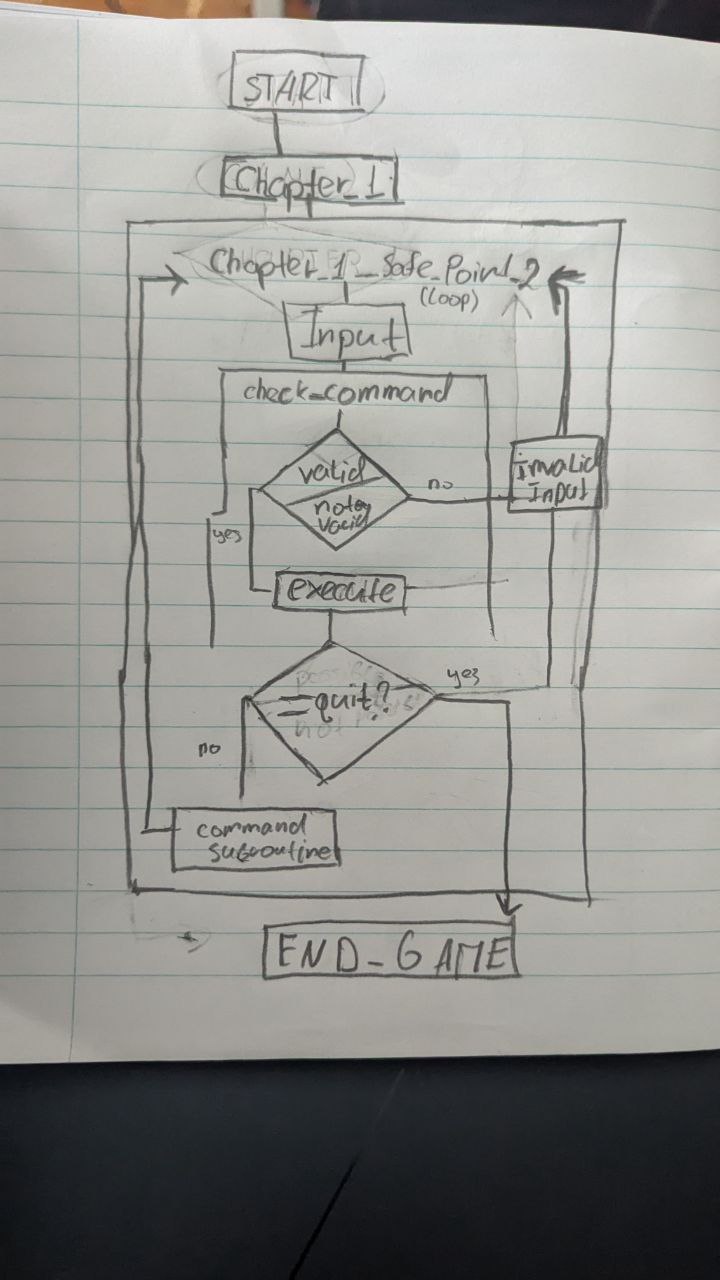 START
Chapter_1
Chapter_1_Safe_Point_2
(Loop)
Input
check_command
valid
not
valid
no
invalid
Input
yes
execute
= quit?
yes
no
command
subroutine
END_GAME